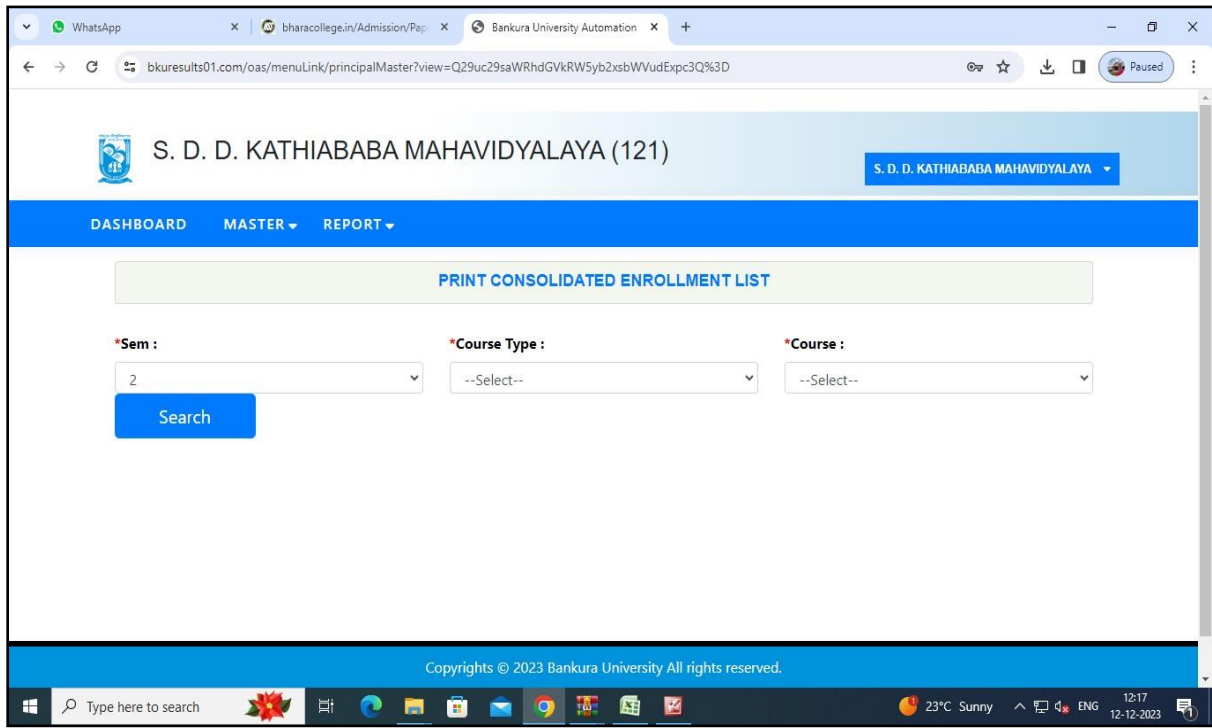 WhatsApp
bharacollege.in/Admission/Pap
Bankura University Automation
bkuresults01.com/oas/menuLink/principalMaster?view=Q29uc29saWRhdGVkRW5yb2xsbWVudExpc3Q%3D
Paused
S. D. D. KATHIABABA MAHAVIDYALAYA (121)
S. D. D. KATHIABABA MAHAVIDYALAYA
DASHBOARD MASTER REPORT
PRINT CONSOLIDATED ENROLLMENT LIST
*Sem : *Course Type : *Course :
2 --Select-- --Select--
Search
Copyrights © 2023 Bankura University All rights reserved.
Type here to search
23°C Sunny
ENG
12:17
12-12-2023